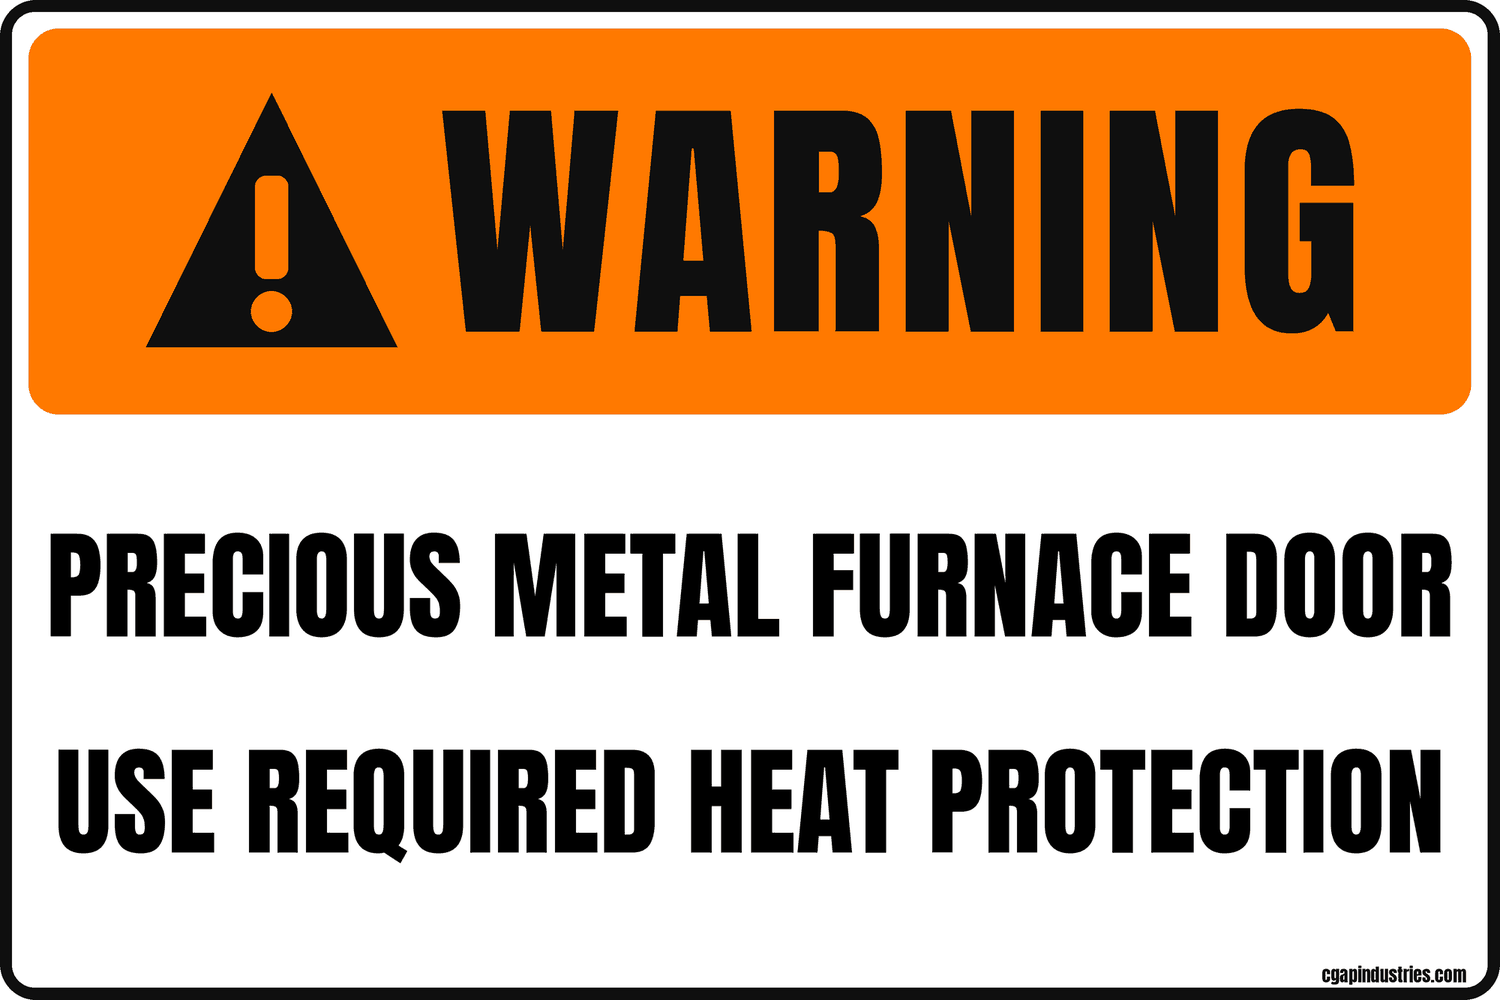 WARNING
PRECIOUS METAL FURNACE DOOR
USE REQUIRED HEAT PROTECTION
cgapindustries.com